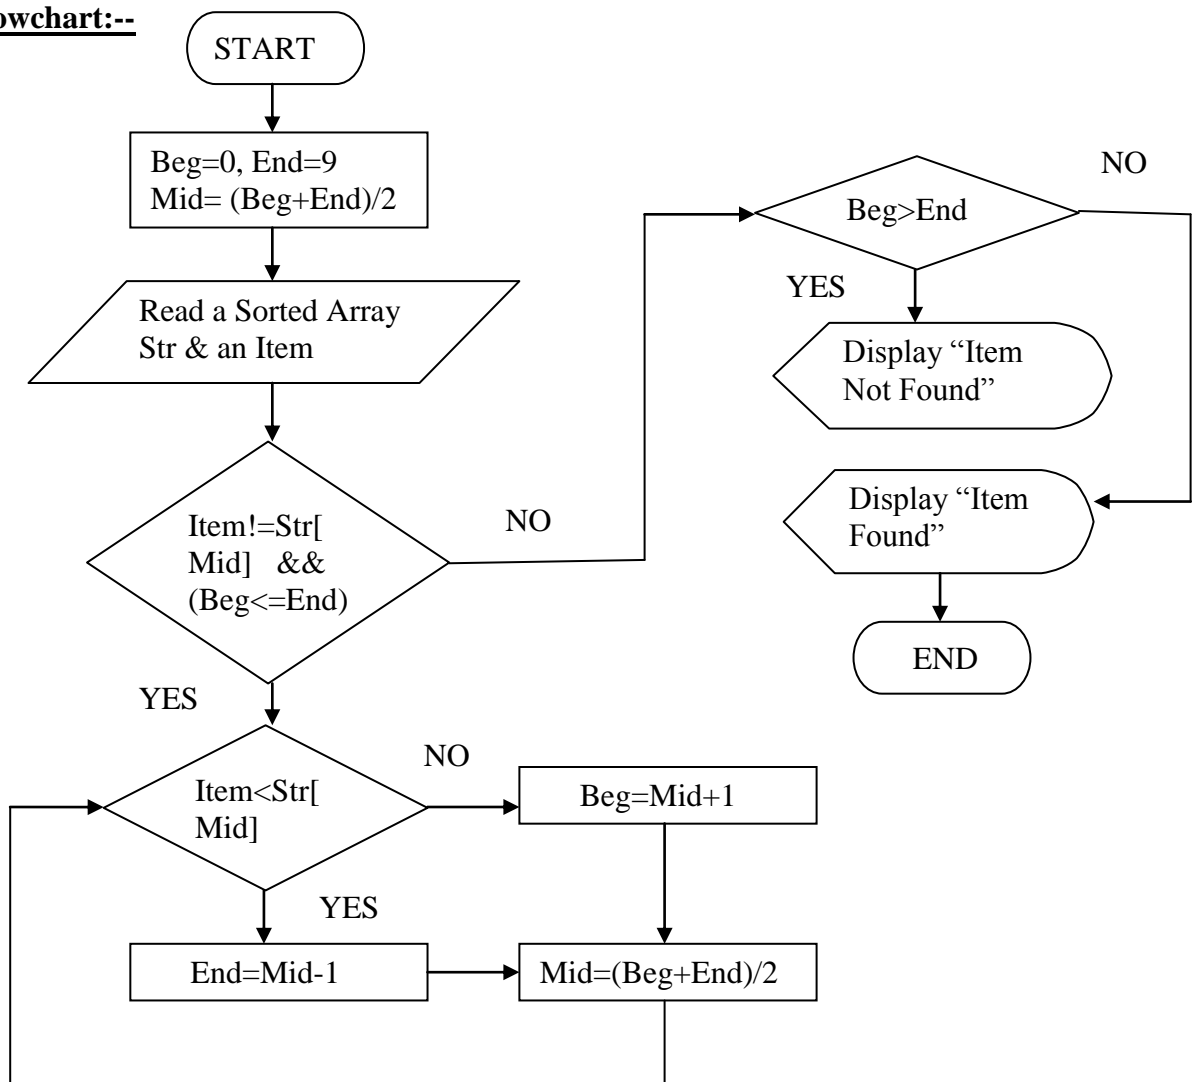 owchart:--
START
Beg=0, End=9
Mid= (Beg+End)/2
Read a Sorted Array
Str & an Item
Item!=Str[
Mid]   &&
(Beg<=End)
NO
YES
Item<Str[
Mid]
NO
Beg=Mid+1
YES
End=Mid-1
Mid=(Beg+End)/2
Beg>End
NO
YES
Display “Item
Not Found”
Display “Item
Found”
END